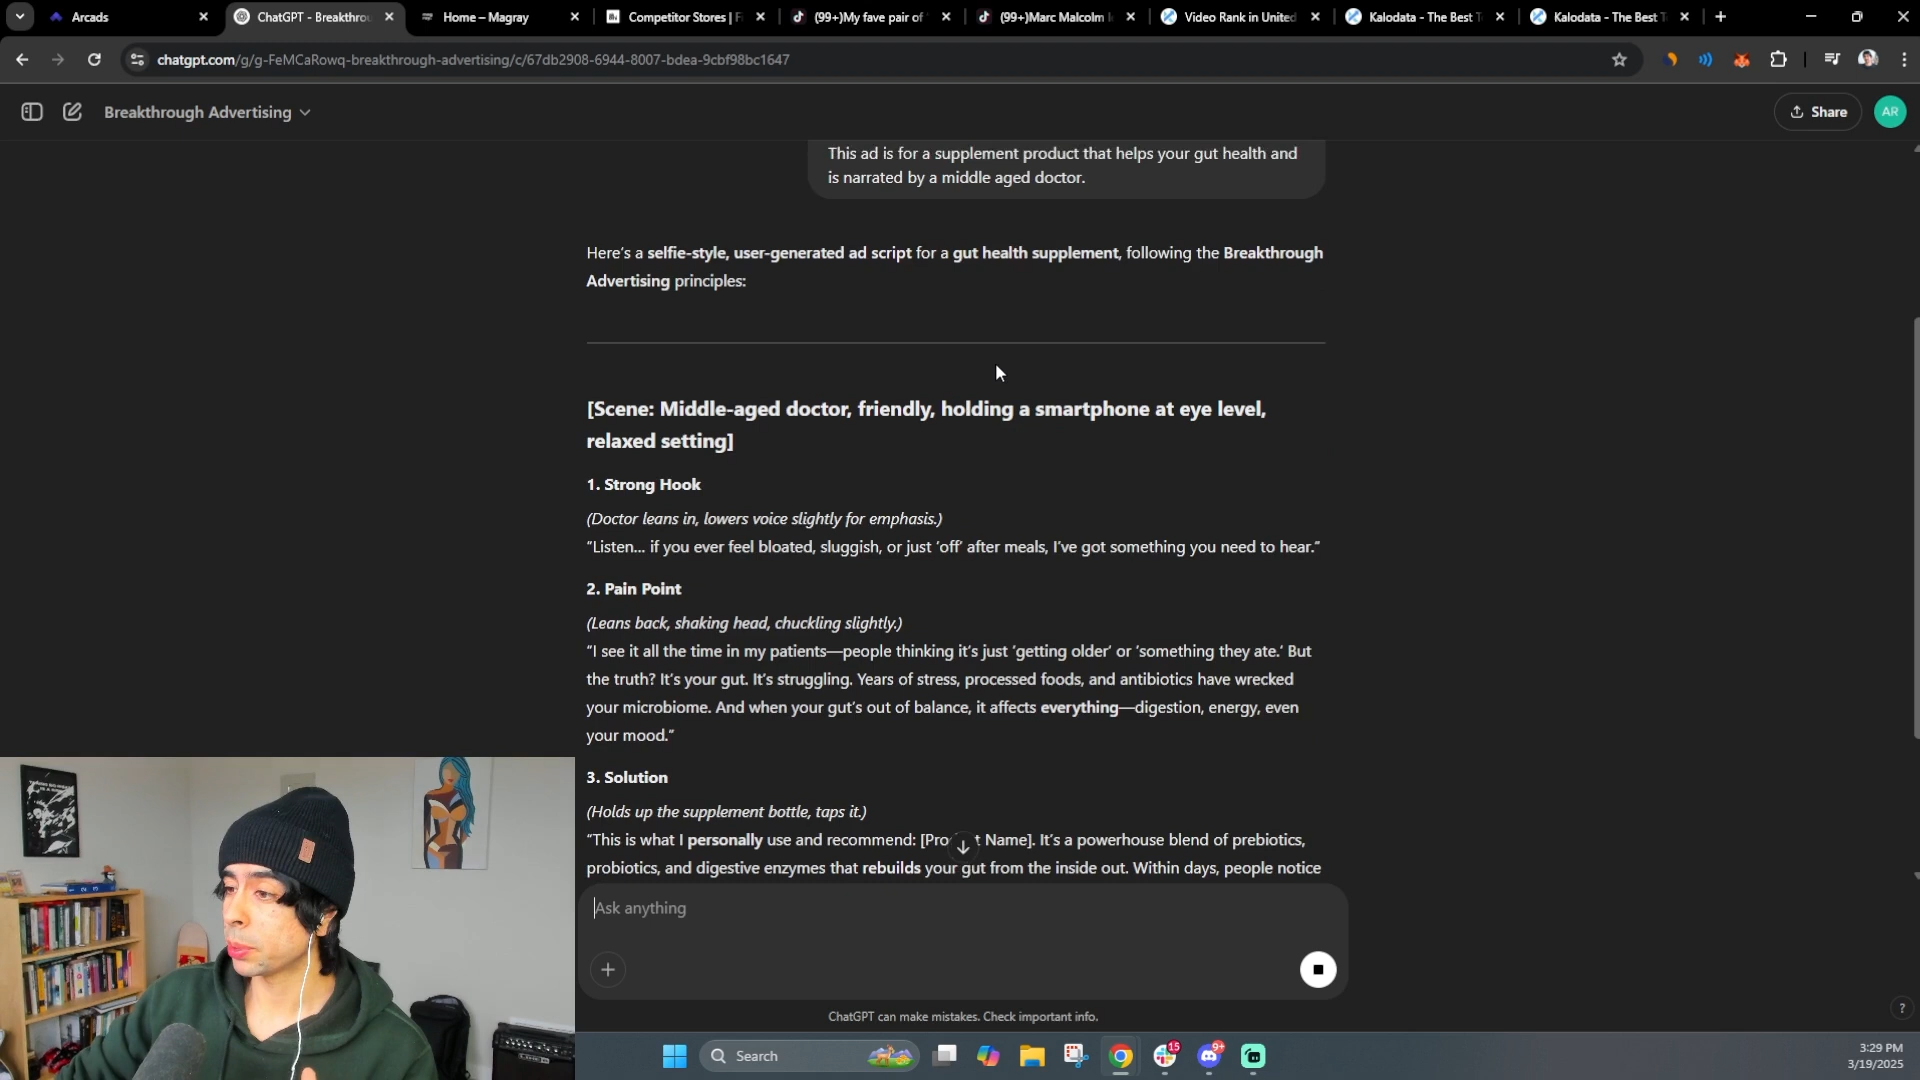 Arcads
ChatGPT - Breakthrou
Home – Magray
Competitor Stores | F
(99+)My fave pair of
(99+)Marc Malcolm
Video Rank in United
Kalodata - The Best T
Kalodata - The Best T
chatgpt.com/g/g-FeMCaRowq-breakthrough-advertising/c/67db2908-6944-8007-bdea-9cbf98bc1647
Breakthrough Advertising
Share
AR
This ad is for a supplement product that helps your gut health and
is narrated by a middle aged doctor.
Here's a selfie-style, user-generated ad script for a gut health supplement, following the Breakthrough
Advertising principles:
[Scene: Middle-aged doctor, friendly, holding a smartphone at eye level,
relaxed setting]
1. Strong Hook
(Doctor leans in, lowers voice slightly for emphasis.)
"Listen... if you ever feel bloated, sluggish, or just 'off' after meals, I've got something you need to hear."
2. Pain Point
(Leans back, shaking head, chuckling slightly.)
"I see it all the time in my patients—people thinking it's just 'getting older' or 'something they ate.' But
the truth? It's your gut. It's struggling. Years of stress, processed foods, and antibiotics have wrecked
your microbiome. And when your gut's out of balance, it affects everything—digestion, energy, even
your mood."
3. Solution
(Holds up the supplement bottle, taps it.)
"This is what I personally use and recommend: [Pro t Name]. It's a powerhouse blend of prebiotics,
probiotics, and digestive enzymes that rebuilds your gut from the inside out. Within days, people notice
Ask anything
ChatGPT can make mistakes. Check important info.
?
Search
15
9+
3:29 PM
3/19/2025